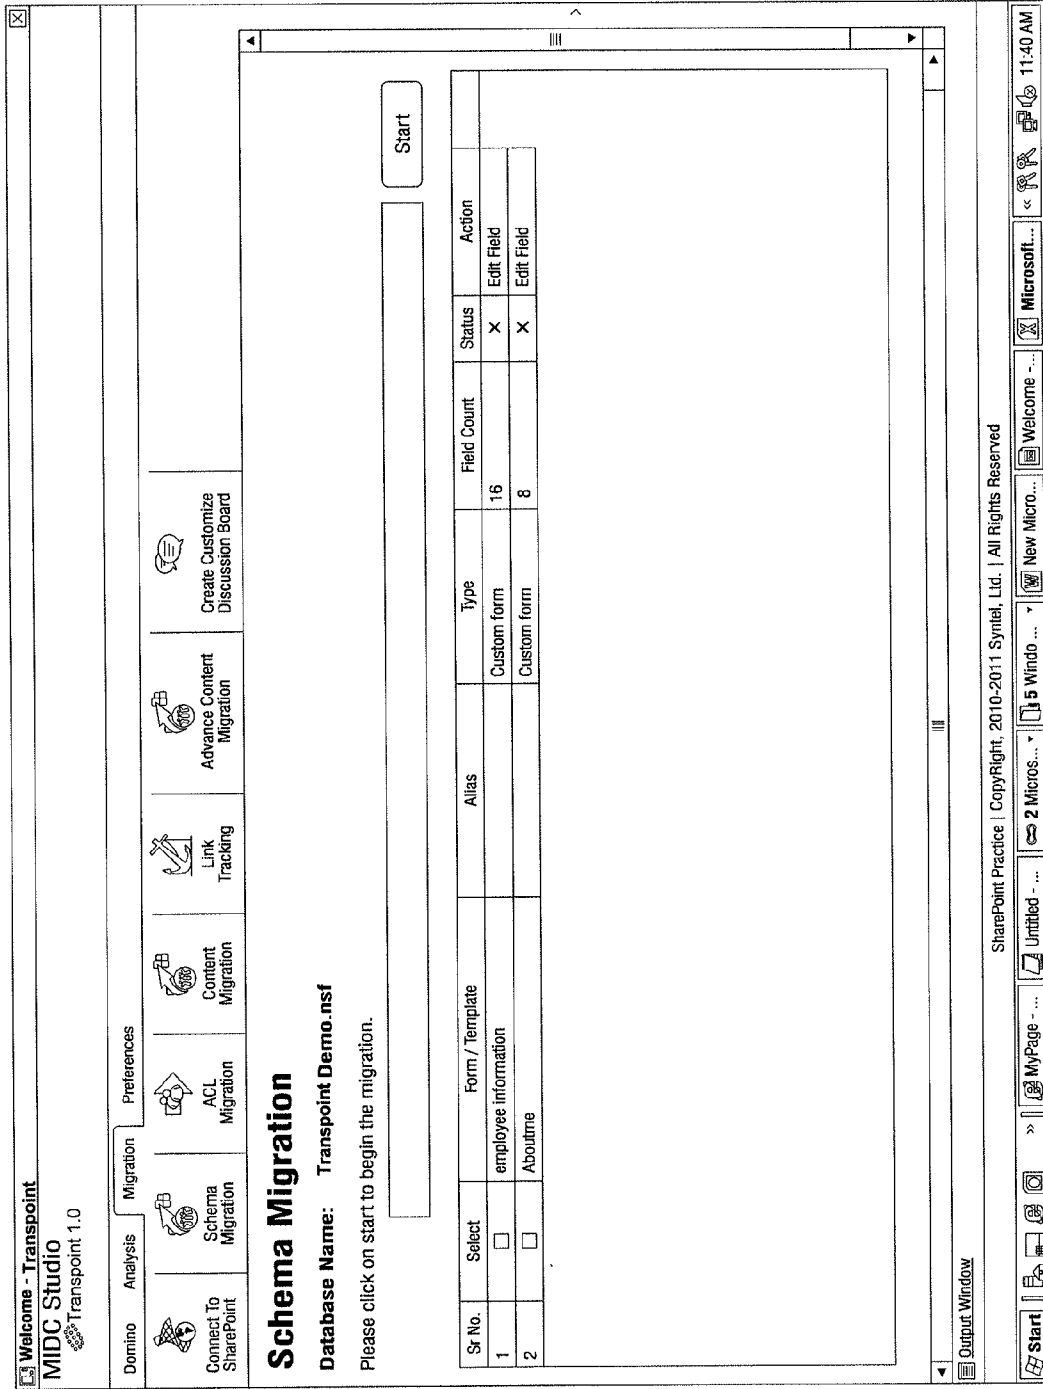 Welcome - Transpoint
MIDC Studio
Transpoint 1.0
Domino Analysis Migration Preferences
Connect To SharePoint
Schema Migration
ACL Migration
Content Migration
Link Tracking
Advance Content Migration
Create Customize Discussion Board
Schema Migration
Database Name: Transpoint Demo.nsf
Please click on start to begin the migration.
Start
Sr No. Select Form / Template Alias Type Field Count Status Action
1 employee information Custom form 16 X Edit Field
2 Aboutme Custom form 8 X Edit Field
Output Window
SharePoint Practice | CopyRight, 2010-2011 Syntel, Ltd. | All Rights Reserved
Start » MyPage - ... Untitled - ... 2 Micros... 5 Windo ... New Micro... Welcome -... Microsoft... « 11:40 AM